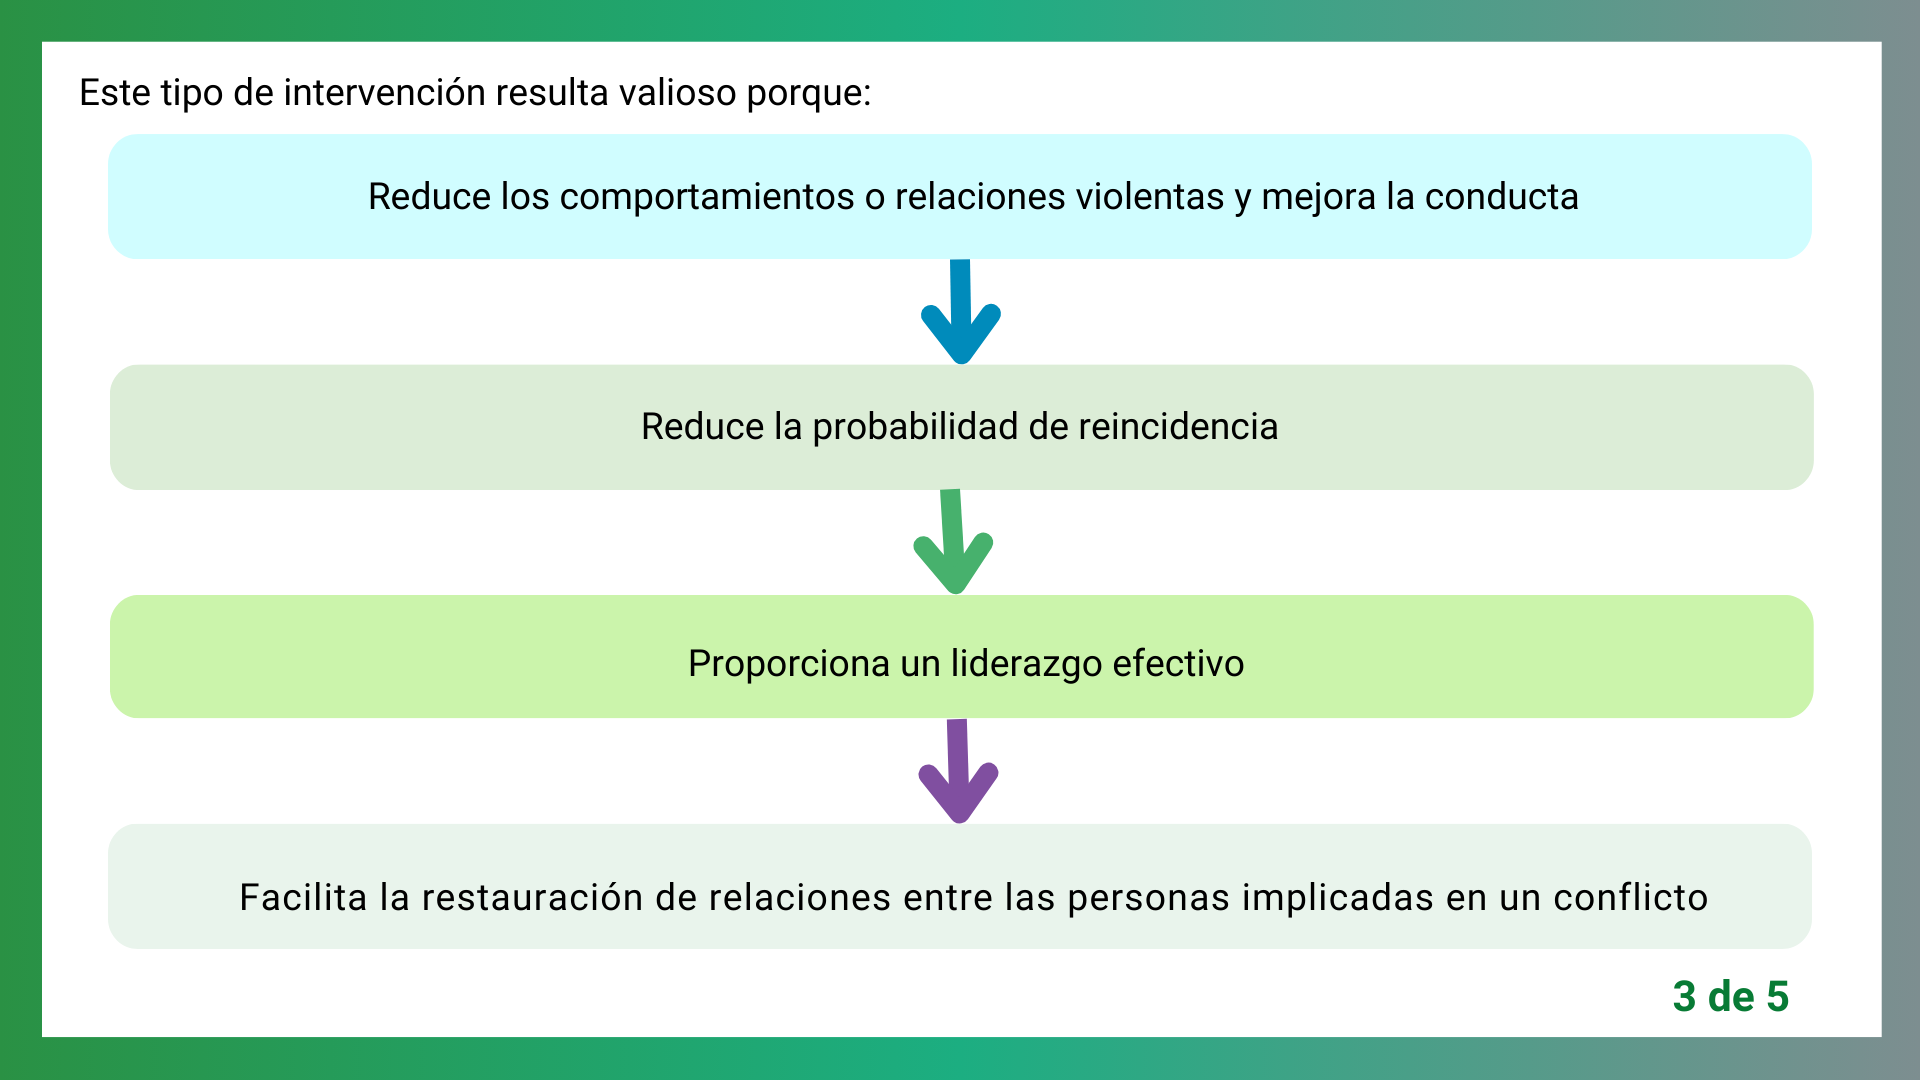 Este tipo de intervención resulta valioso porque:
Reduce los comportamientos o relaciones violentas y mejora la conducta
Reduce la probabilidad de reincidencia
Proporciona un liderazgo efectivo
Facilita la restauración de relaciones entre las personas implicadas en un conflicto
3 de 5